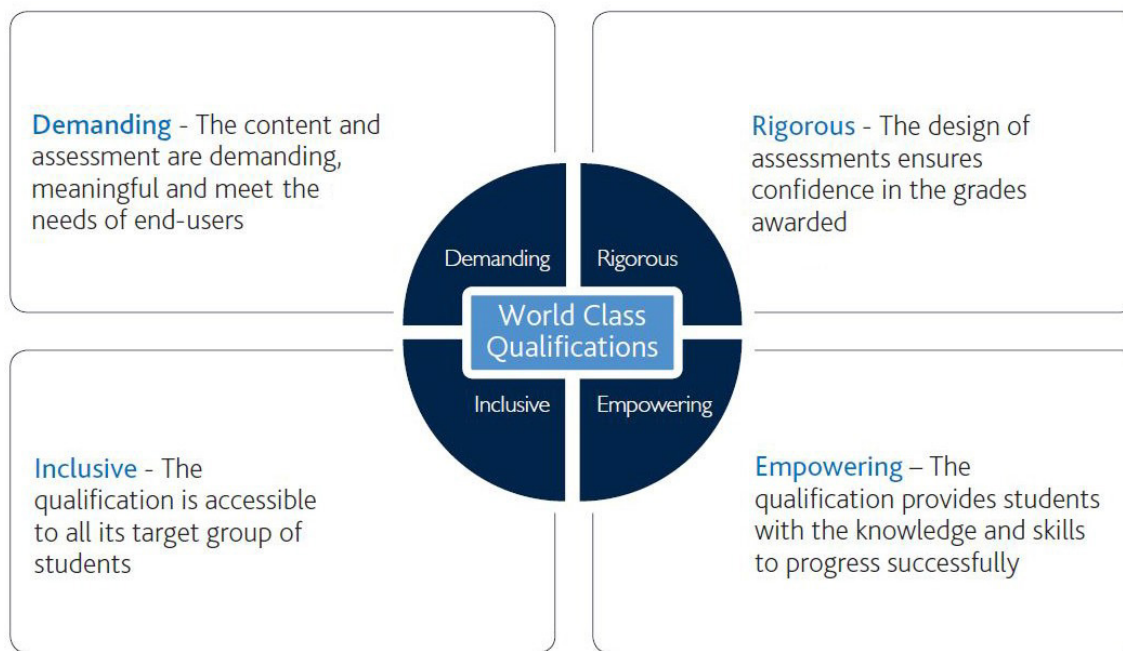 Demanding - The content and
assessment are demanding,
meaningful and meet the
needs of end-users
Rigorous - The design of
assessments ensures
confidence in the grades
awarded
Demanding
Rigorous
World Class
Qualifications
Inclusive
Empowering
Inclusive - The
qualification is accessible
to all its target group of
students
Empowering – The
qualification provides students
with the knowledge and skills
to progress successfully